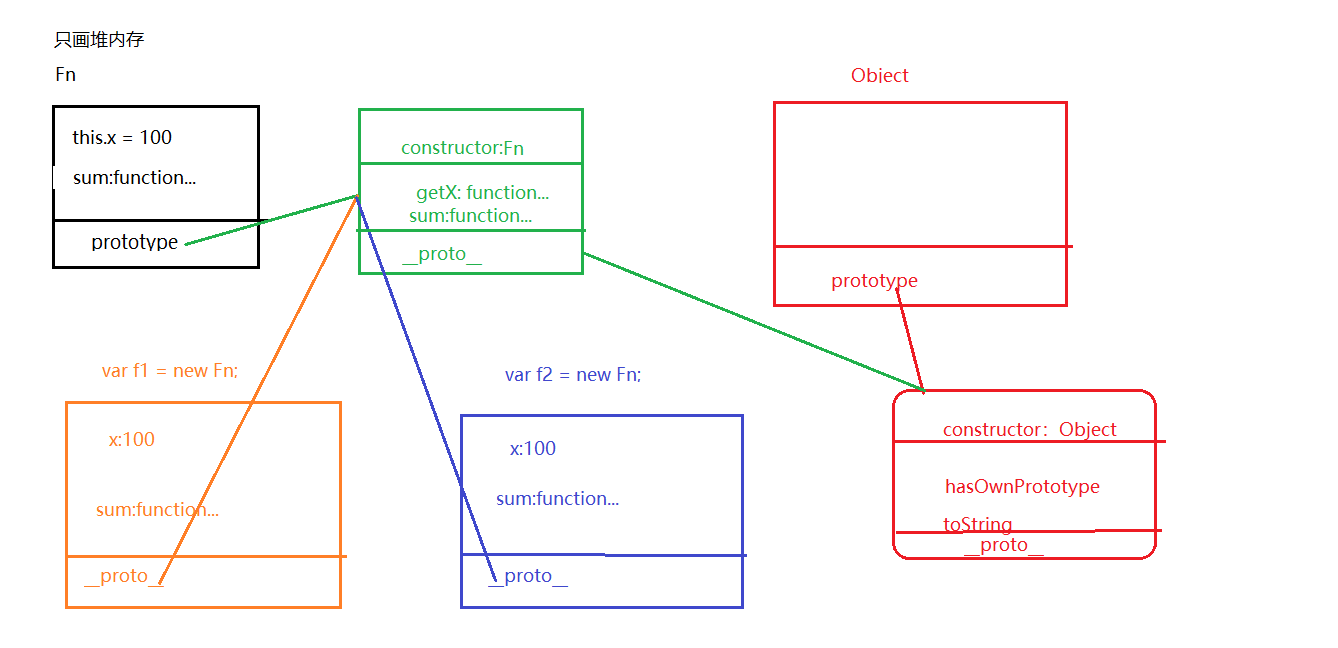 只画堆内存
Fn
this.x = 100
sum:function...
prototype
constructor:Fn
getX: function...
sum:function...
__proto__
Object
prototype
var f1 = new Fn;
x:100
sum:function...
__proto__
var f2 = new Fn;
x:100
sum:function...
__proto__
constructor：Object
hasOwnPrototype
toString
__proto__